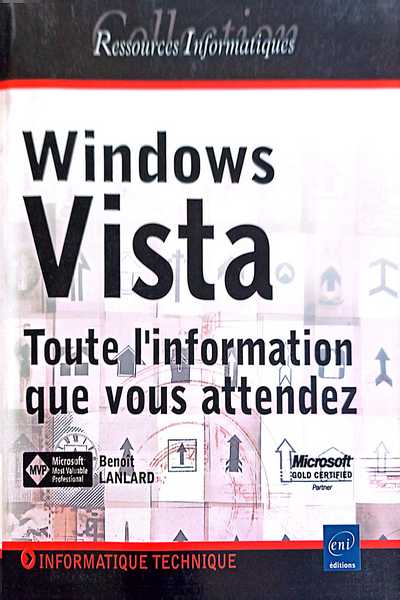 Collection
Ressources Informatiques
Windows
Vista
Toute l'information
que vous attendez
MVP
Microsoft
Most Valuable
Professional
Benoît
LANLARD
Microsoft
GOLD CERTIFIED
Partner
INFORMATIQUE TECHNIQUE
eni
éditions